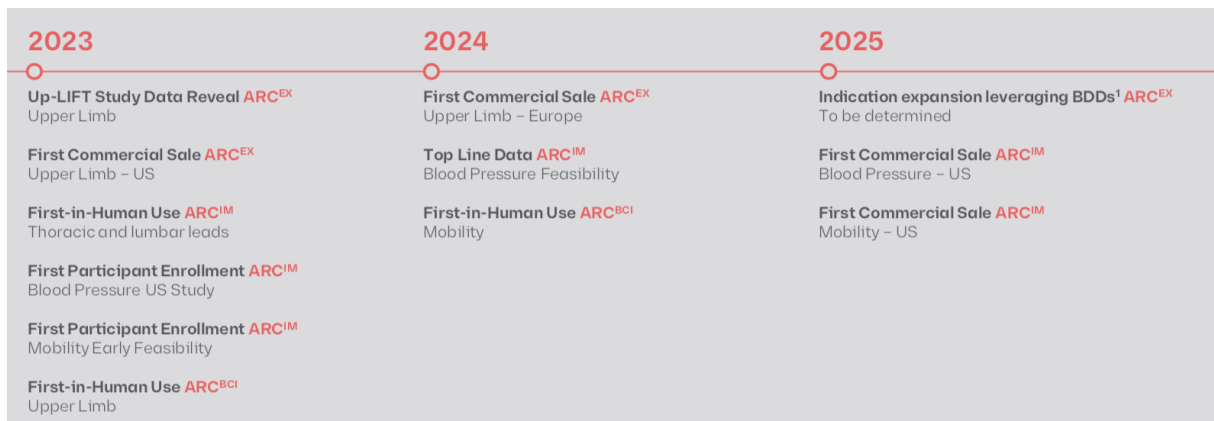 2023
Up-LIFT Study Data Reveal ARCᴱˣ
Upper Limb
First Commercial Sale ARCᴱˣ
Upper Limb – US
First-in-Human Use ARCᴵᴹ
Thoracic and lumbar leads
First Participant Enrollment ARCᴵᴹ
Blood Pressure US Study
First Participant Enrollment ARCᴵᴹ
Mobility Early Feasibility
First-in-Human Use ARCᴮᶜᴵ
Upper Limb
2024
First Commercial Sale ARCᴱˣ
Upper Limb – Europe
Top Line Data ARCᴵᴹ
Blood Pressure Feasibility
First-in-Human Use ARCᴮᶜᴵ
Mobility
2025
Indication expansion leveraging BDDs¹ ARCᴱˣ
To be determined
First Commercial Sale ARCᴵᴹ
Blood Pressure – US
First Commercial Sale ARCᴵᴹ
Mobility – US